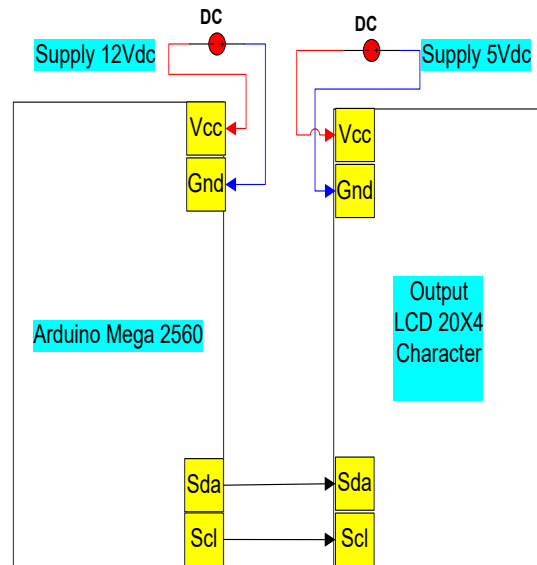 DC
DC
Supply 12Vdc
Supply 5Vdc
Vcc
Vcc
Gnd
Gnd
Arduino Mega 2560
Output
LCD 20X4
Character
Sda
Sda
Scl
Scl